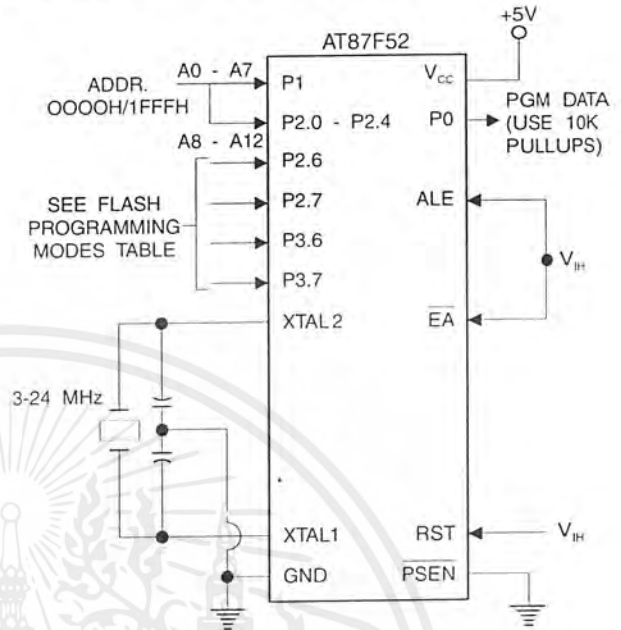 +5V
AT87F52
ADDR.
OOOOH/1FFFH
A0 - A7
P1
VCC
P2.0 - P2.4
P0
PGM DATA
(USE 10K
PULLUPS)
A8 - A12
P2.6
SEE FLASH
PROGRAMMING
MODES TABLE
P2.7
ALE
P3.6
VIH
P3.7
XTAL2
EA
3-24 MHz
XTAL1
RST
VIH
GND
PSEN